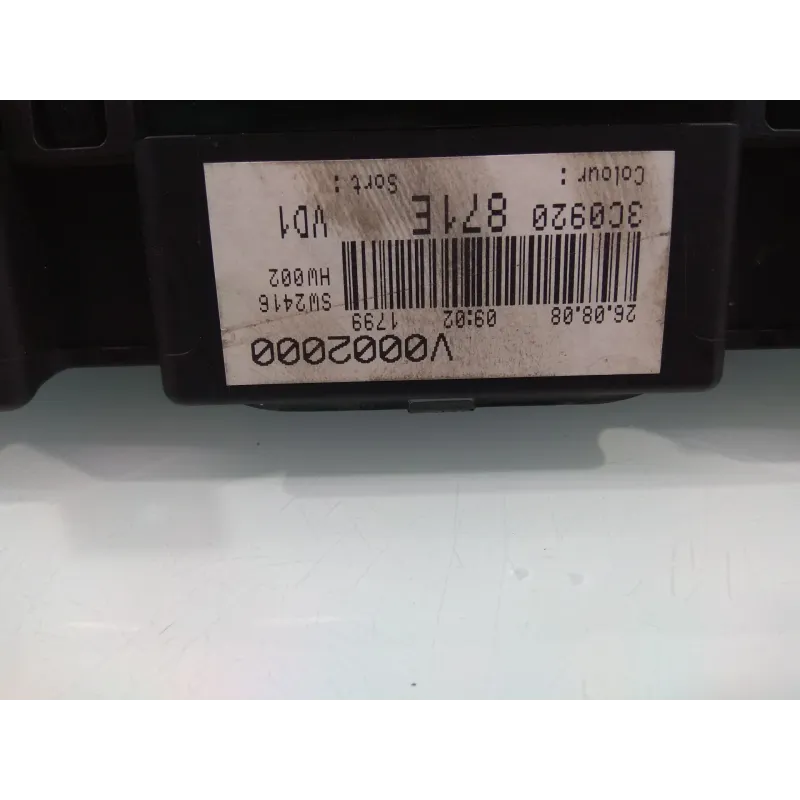 Colour: Sort:
3C0920 871E VD1
HW002
SW2416
26.08.08 09:02 1799
V0002000